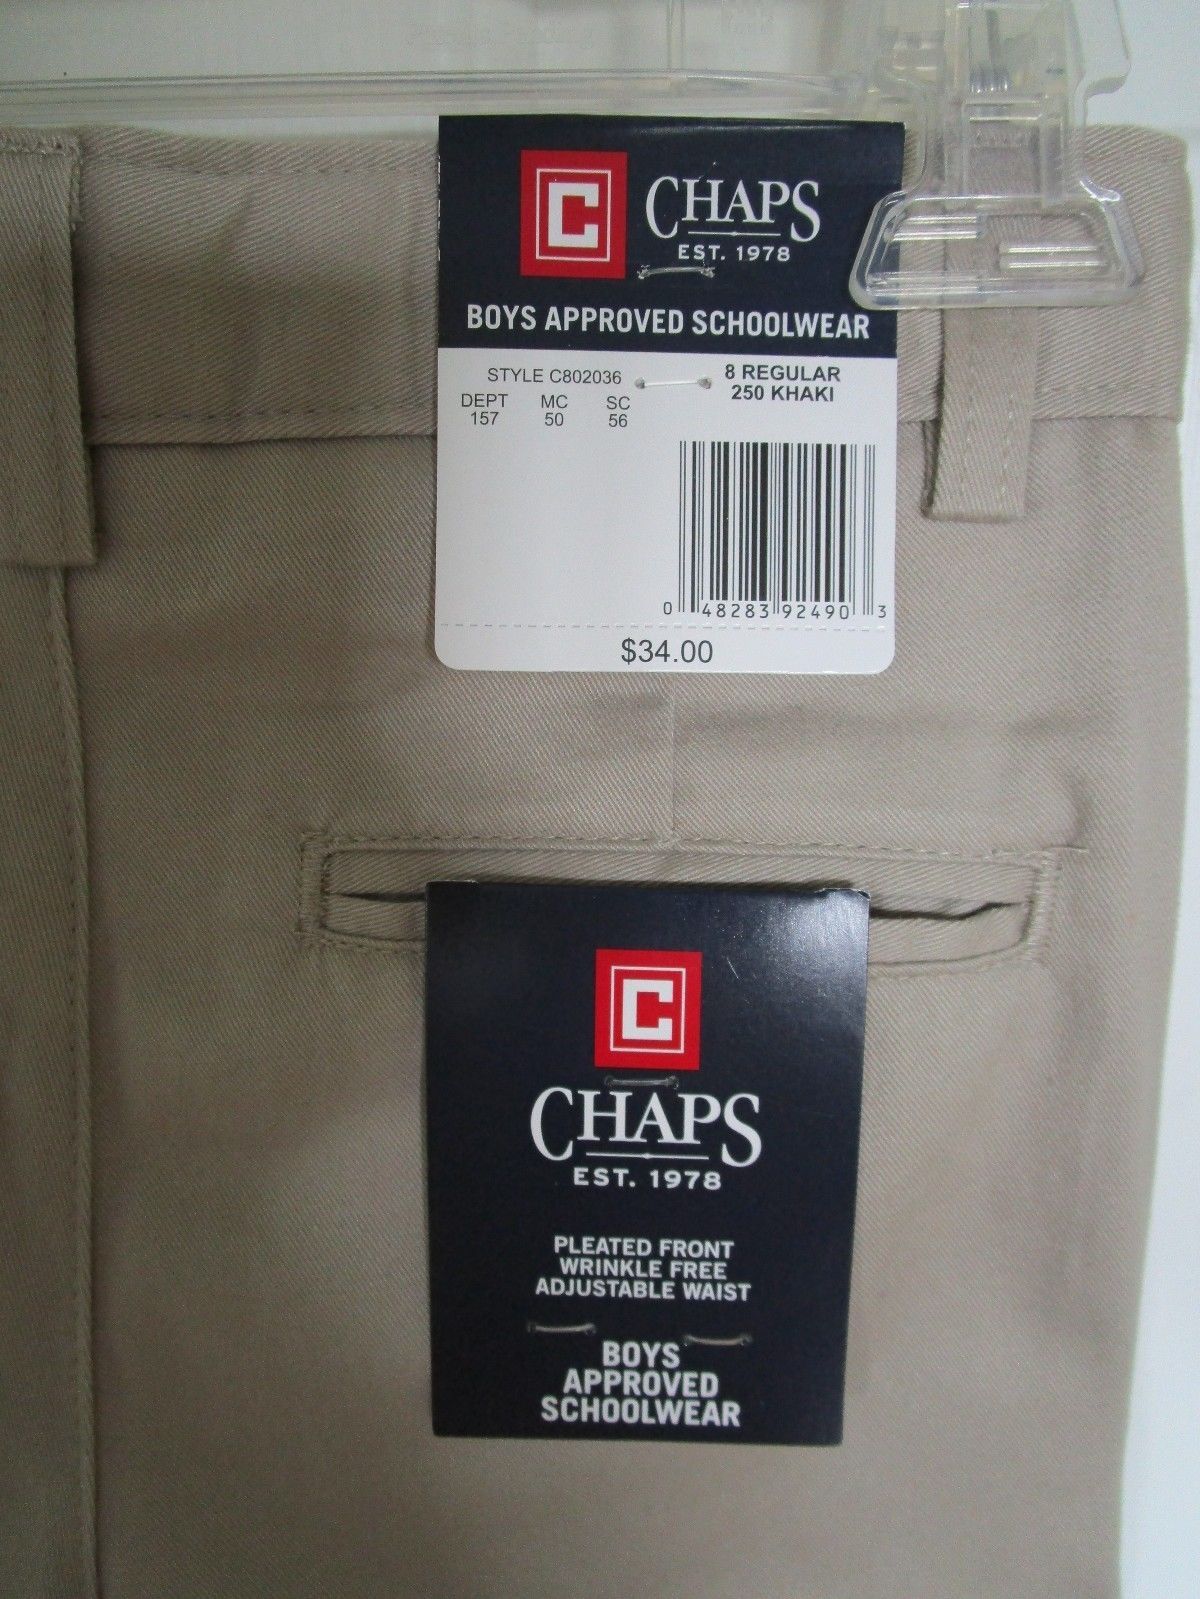 C CHAPS
EST. 1978
BOYS APPROVED SCHOOLWEAR
STYLE C802036 8 REGULAR
250 KHAKI
DEPT MC SC
157 50 56
0 48283 92490 3
$34.00
C
CHAPS
EST. 1978
PLEATED FRONT
WRINKLE FREE
ADJUSTABLE WAIST
BOYS
APPROVED
SCHOOLWEAR